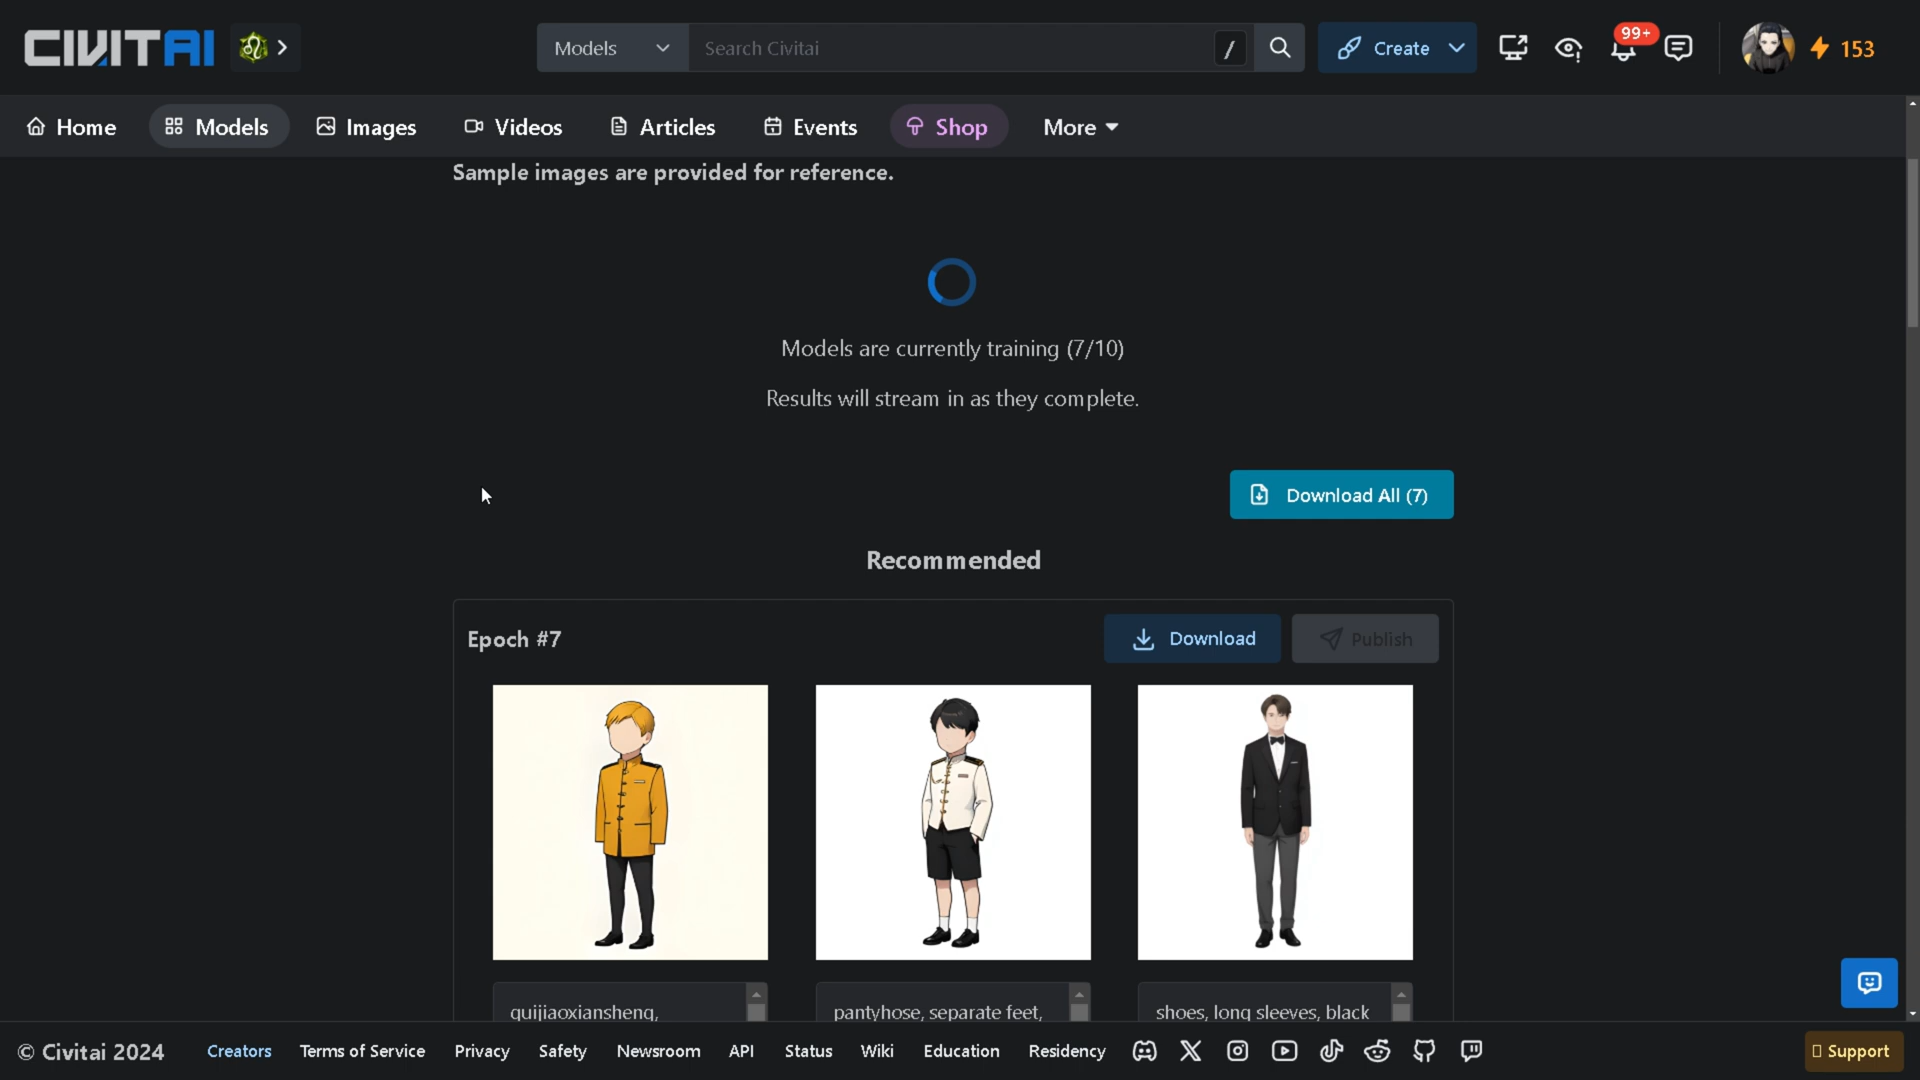 CIVITAI
Models
Search Civitai
/
Create
99+
153
Home
Models
Images
Videos
Articles
Events
Shop
More
Sample images are provided for reference.
Models are currently training (7/10)
Results will stream in as they complete.
Download All (7)
Recommended
Epoch #7
Download
Publish
quijiaoxiansheng,
pantyhose, separate feet,
shoes, long sleeves, black
© Civitai 2024
Creators
Terms of Service
Privacy
Safety
Newsroom
API
Status
Wiki
Education
Residency
Support